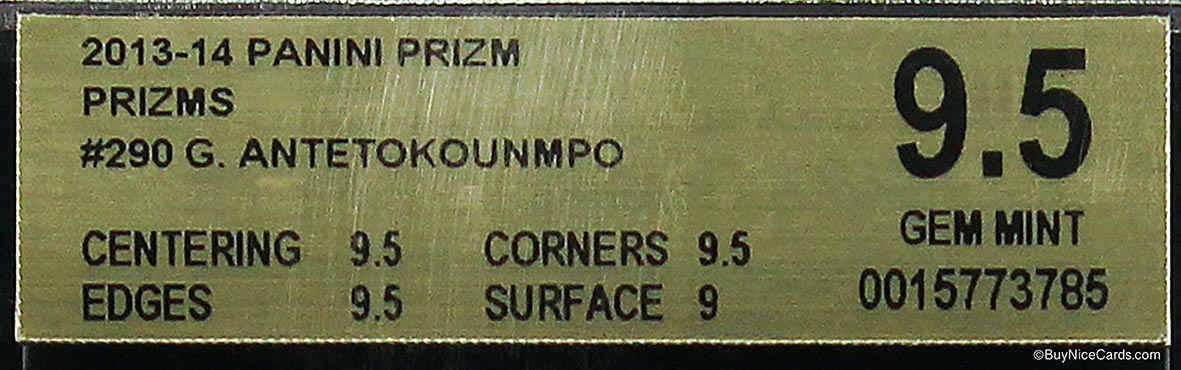 2013-14 PANINI PRIZM
PRIZMS
#290 G. ANTETOKOUNMPO
9.5
GEM MINT
0015773785
CENTERING 9.5 CORNERS 9.5
EDGES 9.5 SURFACE 9
©BuyNiceCards.com